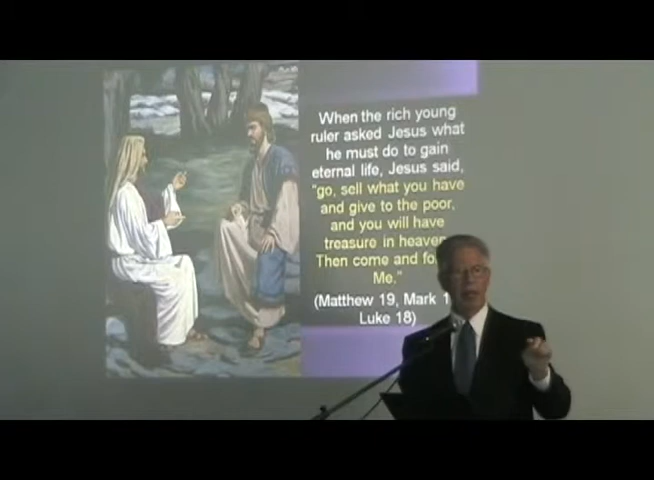 When the rich young
ruler asked Jesus what
he must do to gain
eternal life, Jesus said,
"go, sell what you have
and give to the poor,
and you will have
treasure in heaven
Then come and
Me."
(Matthew 19, Mark
Luke 18)